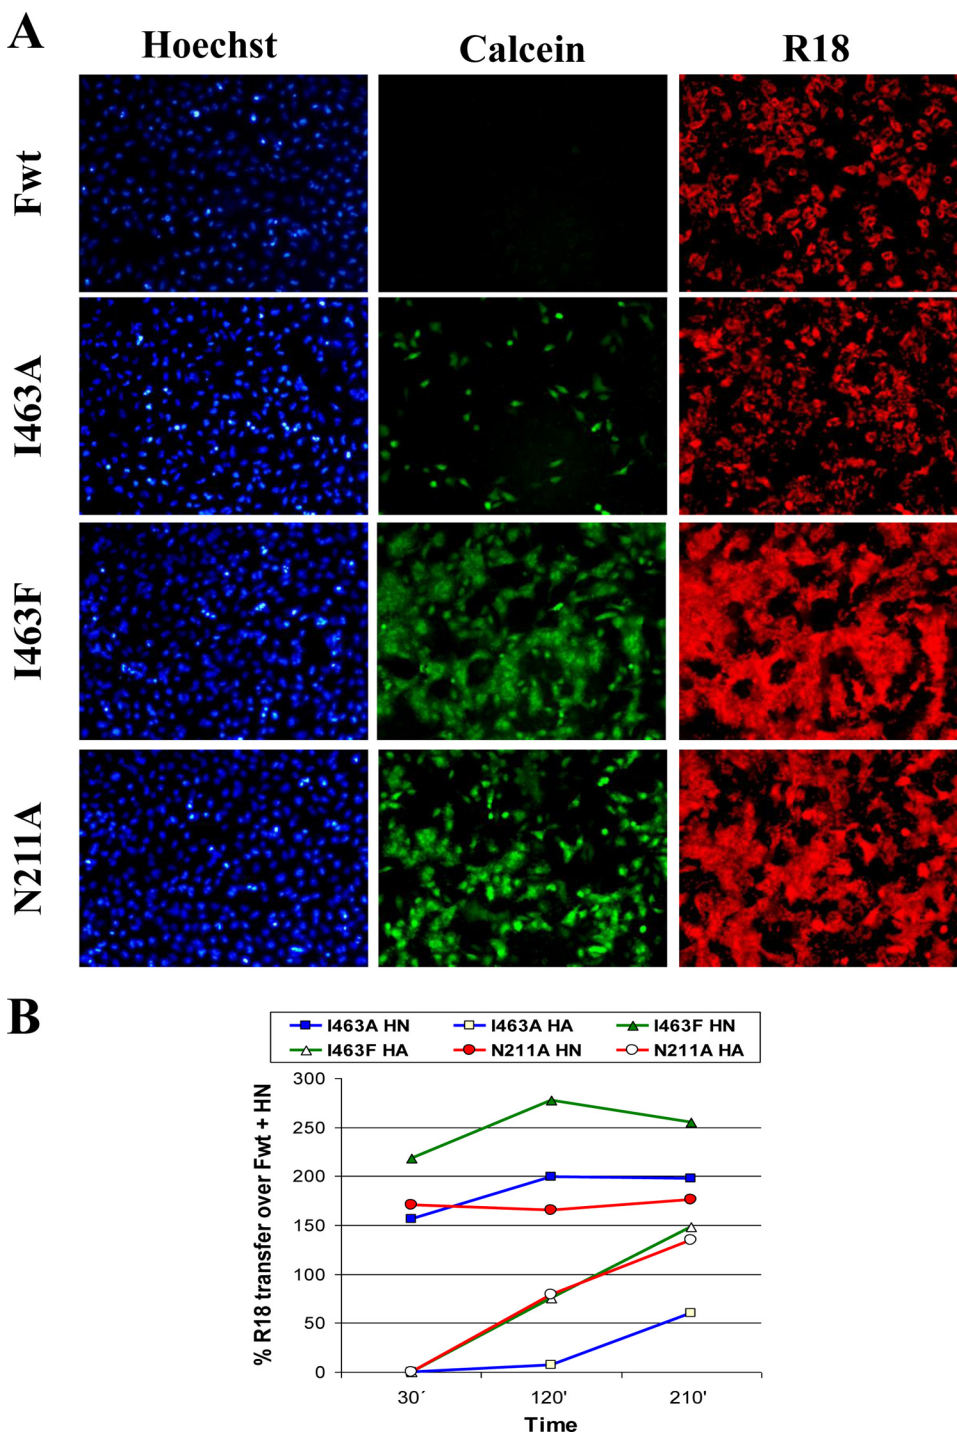 A
Hoechst Calcein R18
Fwt
I463A
I463F
N211A
B
I463A HN I463A HA I463F HN
I463F HA N211A HN N211A HA
% R18 transfer over Fwt + HN
300
250
200
150
100
50
0
30´ 120' 210'
Time